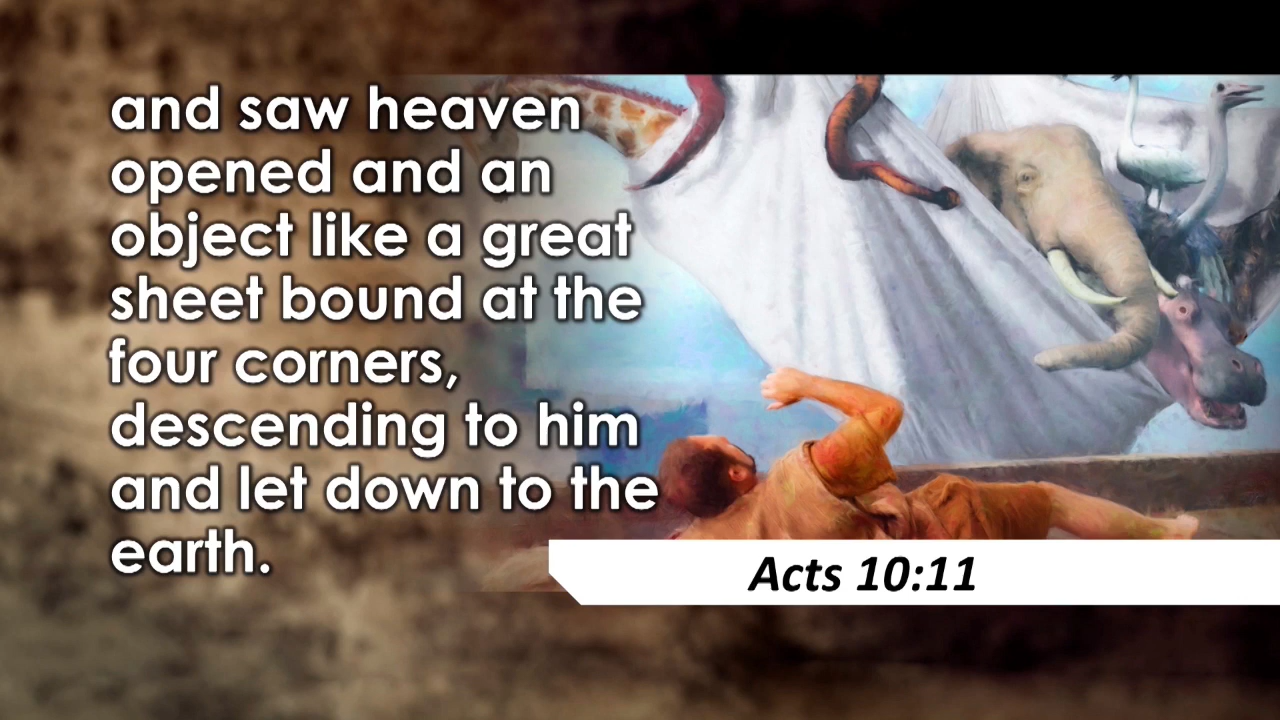 and saw heaven
opened and an
object like a great
sheet bound at the
four corners,
descending to him
and let down to the
earth.
Acts 10:11